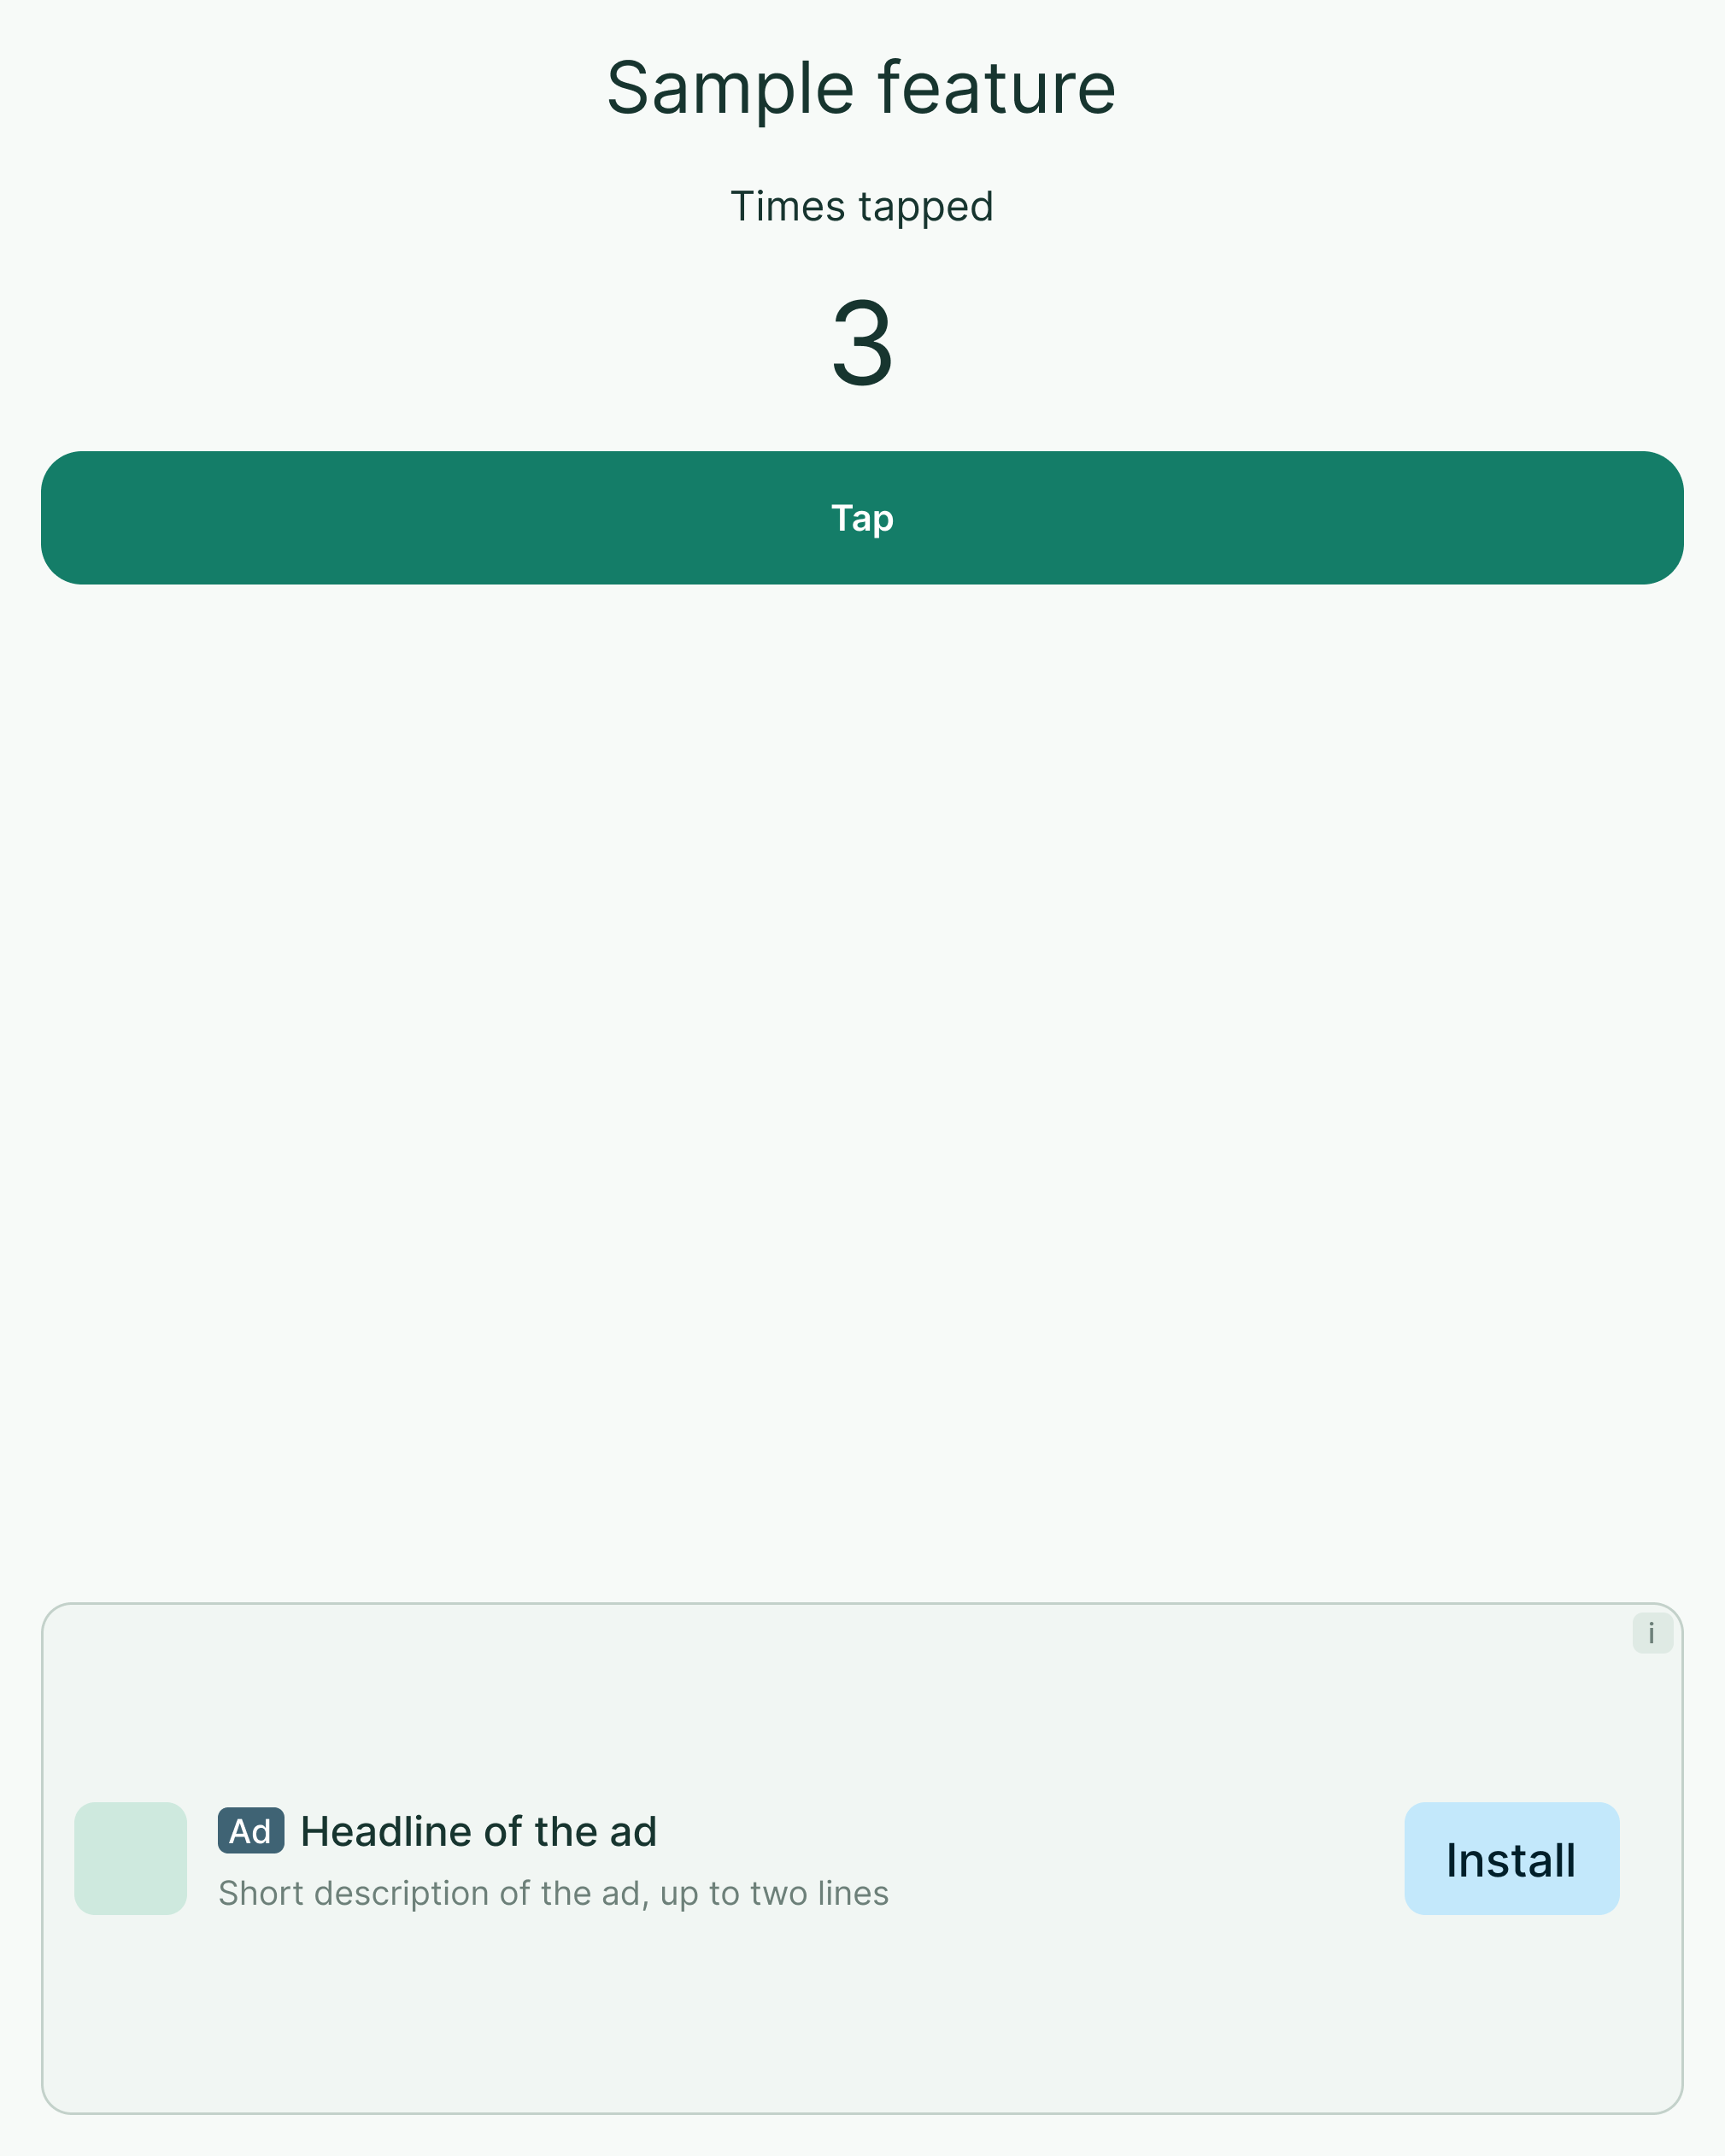 Sample feature
Times tapped
3
Tap
i
Ad Headline of the ad
Short description of the ad, up to two lines
Install